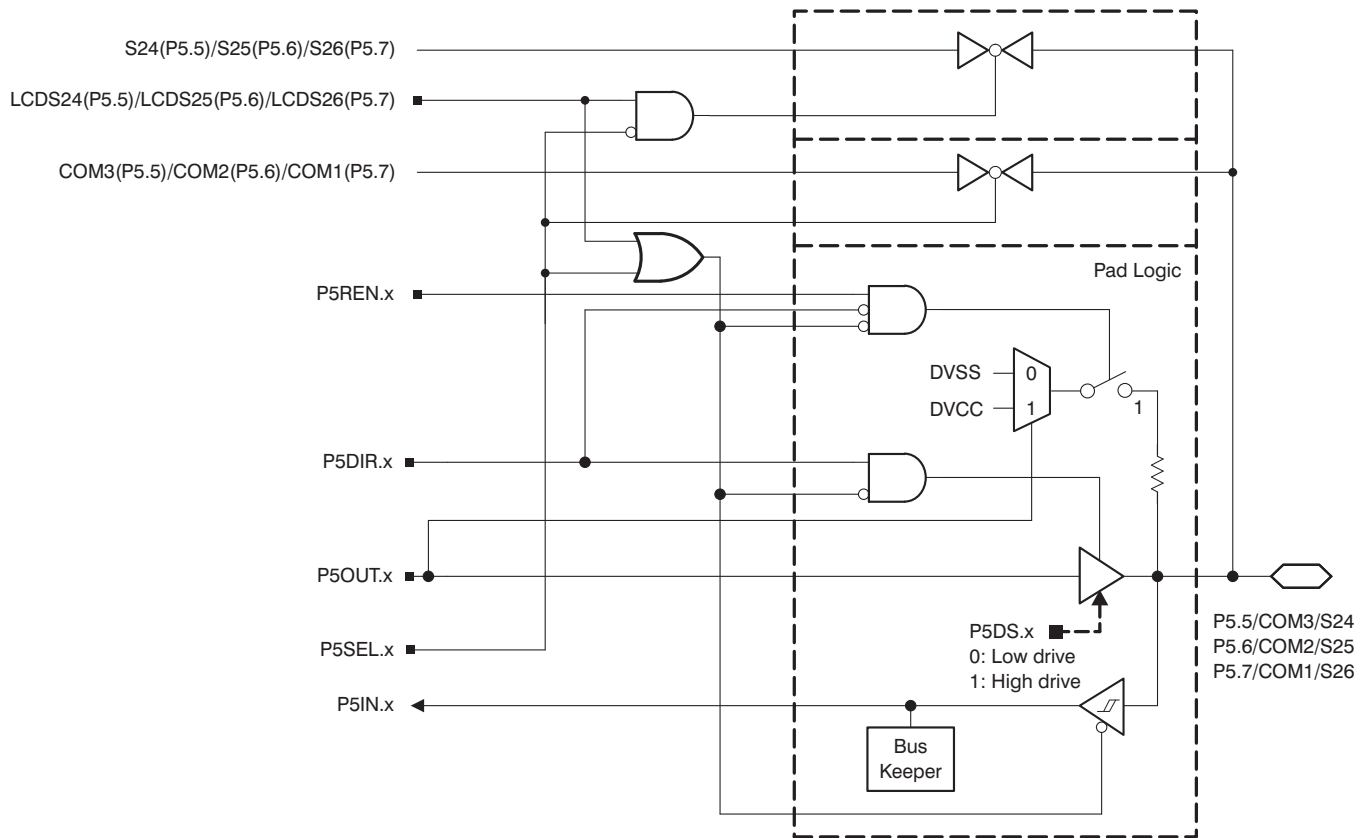 S24(P5.5)/S25(P5.6)/S26(P5.7)
LCDS24(P5.5)/LCDS25(P5.6)/LCDS26(P5.7)
COM3(P5.5)/COM2(P5.6)/COM1(P5.7)
Pad Logic
P5REN.x
DVSS
0
DVCC
1
1
P5DIR.x
P5OUT.x
P5DS.x
0: Low drive
1: High drive
P5.5/COM3/S24
P5.6/COM2/S25
P5.7/COM1/S26
P5SEL.x
P5IN.x
Bus
Keeper